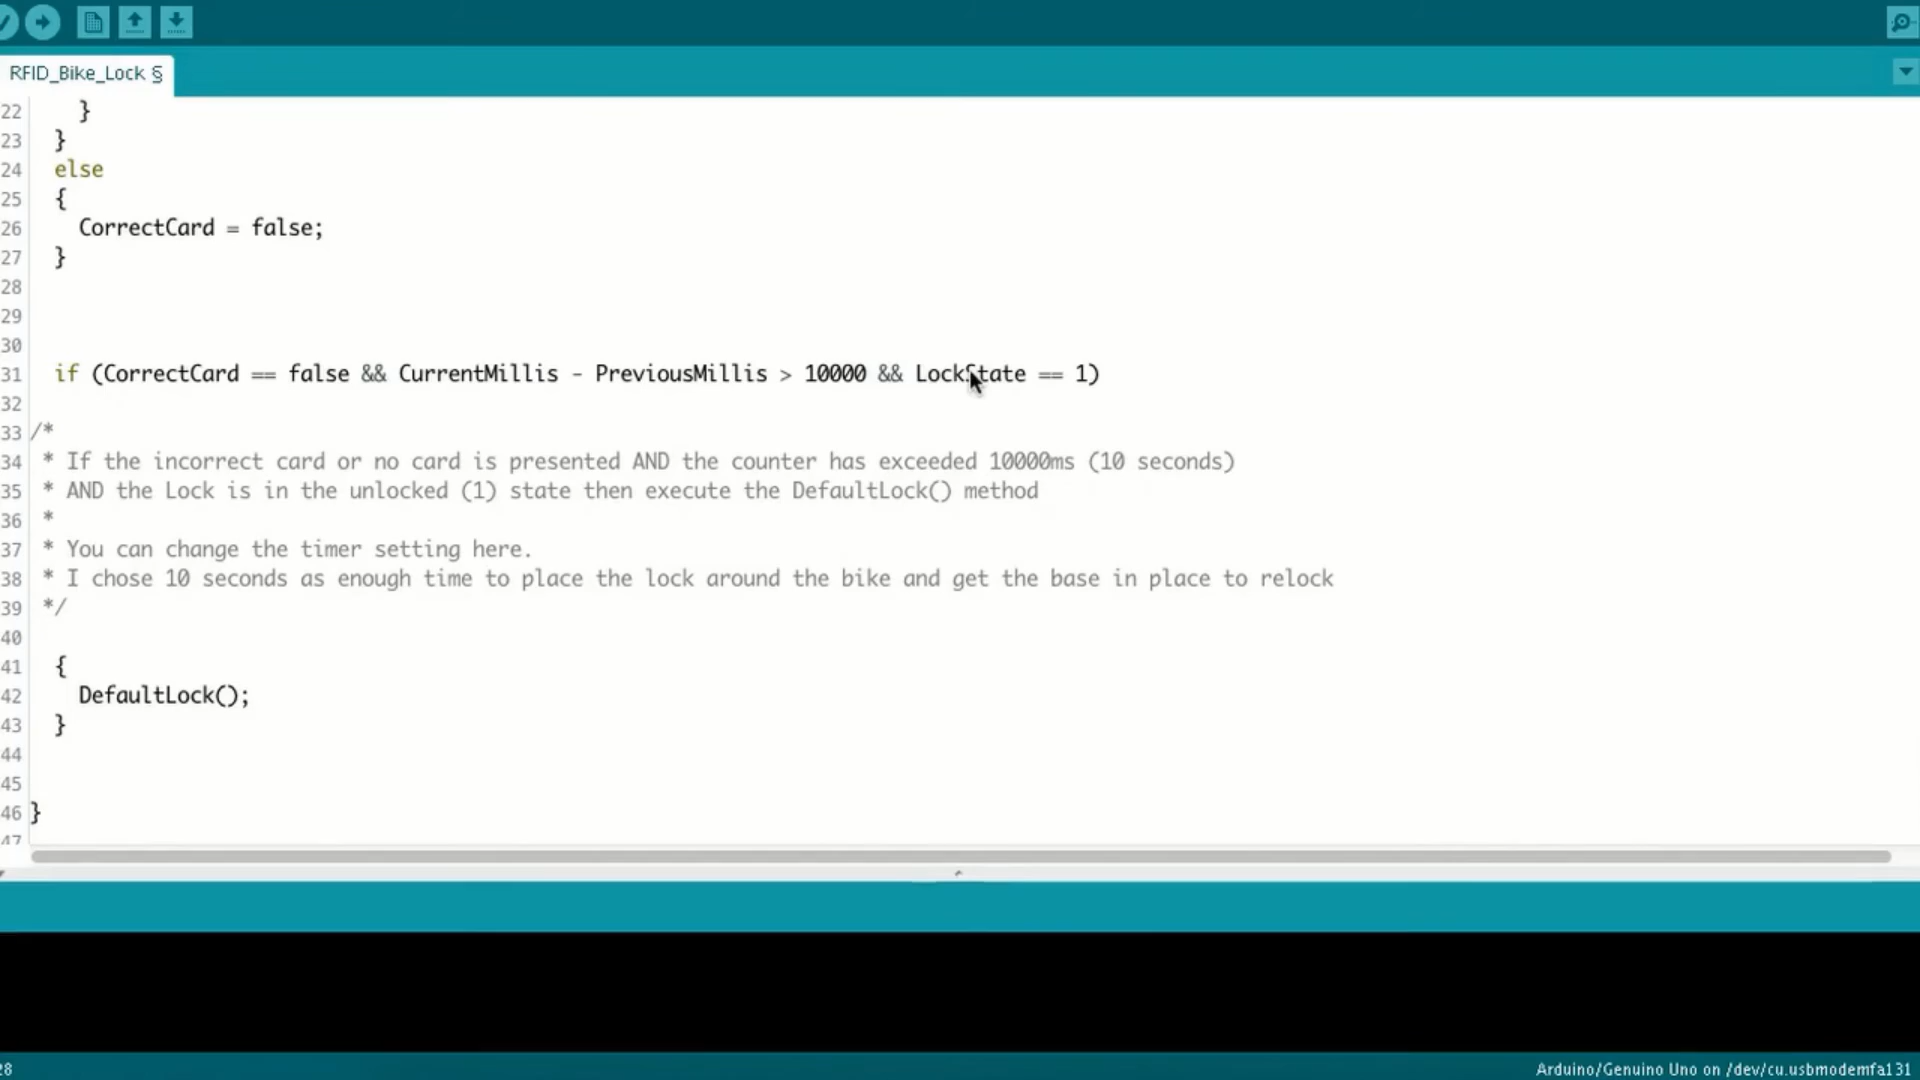 RFID_Bike_Lock §
22 }
23 }
24 else
25 {
26 CorrectCard = false;
27 }
28
29
30
31 if (CorrectCard == false && CurrentMillis - PreviousMillis > 10000 && LockState == 1)
32
33 /*
34 * If the incorrect card or no card is presented AND the counter has exceeded 10000ms (10 seconds)
35 * AND the Lock is in the unlocked (1) state then execute the DefaultLock() method
36 *
37 * You can change the timer setting here.
38 * I chose 10 seconds as enough time to place the lock around the bike and get the base in place to relock
39 */
40
41 {
42 DefaultLock();
43 }
44
45
46 }
47
28 Arduino/Genuino Uno on /dev/cu.usbmodemfa131